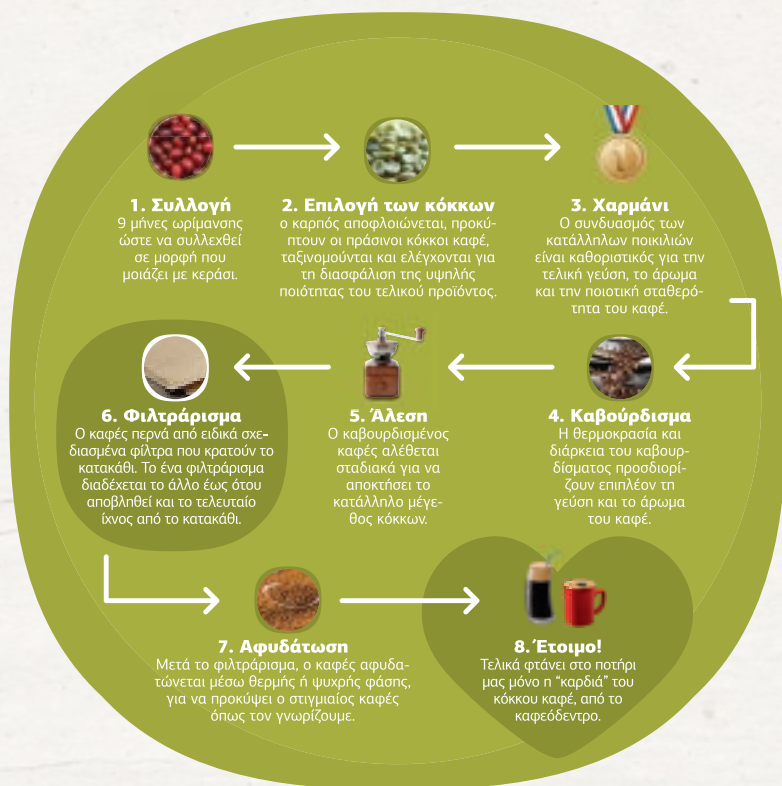 1. Συλλογή
9 μήνες ωρίμανσης
ώστε να συλλεχθεί
σε μορφή που
μοιάζει με κεράσι.
2. Επιλογή των κόκκων
ο καρπός αποφλοιώνεται, προκύ-
πτουν οι πράσινοι κόκκοι καφέ,
ταξινομούνται και ελέγχονται για
τη διασφάλιση της υψηλής
ποιότητας του τελικού προϊόντος.
3. Χαρμάνι
Ο συνδυασμός των
κατάλληλων ποικιλιών
είναι καθοριστικός για την
τελική γεύση, το άρωμα
και την ποιοτική σταθερό-
τητα του καφέ.
4. Καβούρδισμα
Η θερμοκρασία και
διάρκεια του καβουρ-
δίσματος προσδιορί-
ζουν επιπλέον τη
γεύση και το άρωμα
του καφέ.
5. Άλεση
Ο καβουρδισμένος
καφές αλέθεται
σταδιακά για να
αποκτήσει το
κατάλληλο μέγε-
θος κόκκων.
6. Φιλτράρισμα
Ο καφές περνά από ειδικά σχε-
διασμένα φίλτρα που κρατούν το
κατακάθι. Το ένα φιλτράρισμα
διαδέχεται το άλλο έως ότου
αποβληθεί και το τελευταίο
ίχνος από το κατακάθι.
7. Αφυδάτωση
Μετά το φιλτράρισμα, ο καφές αφυδα-
τώνεται μέσω θερμής ή ψυχρής φάσης,
για να προκύψει ο στιγμιαίος καφές
όπως τον γνωρίζουμε.
8. Έτοιμο!
Τελικά φτάνει στο ποτήρι
μας μόνο η “καρδιά” του
κόκκου καφέ, από το
καφεόδεντρο.